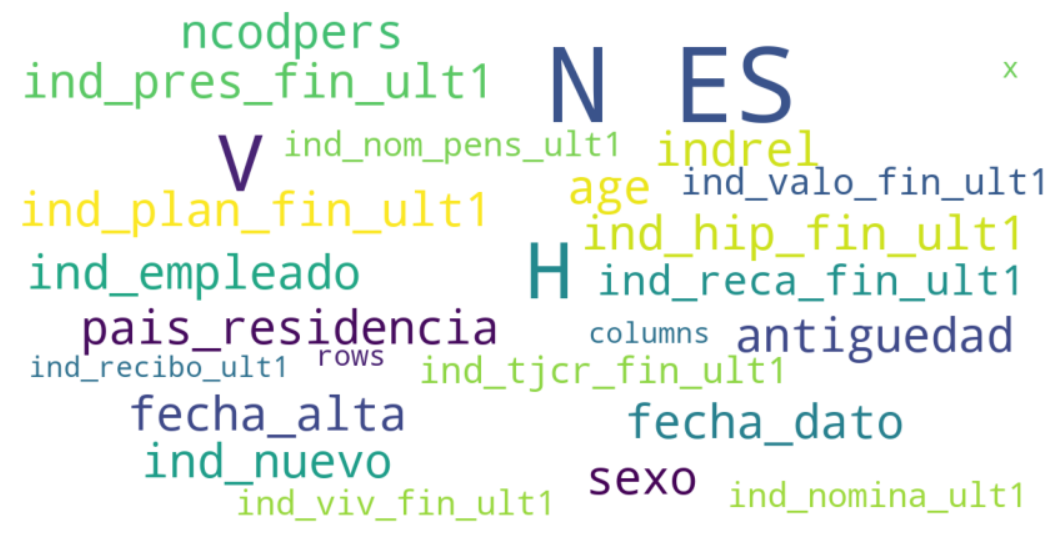 ncodpers
N ES
x
ind_pres_fin_ult1
V
ind_nom_pens_ult1
indrel
age
ind_valo_fin_ult1
ind_plan_fin_ult1
ind_hip_fin_ult1
ind_empleado
H
ind_reca_fin_ult1
pais_residencia
columns
antiguedad
ind_recibo_ult1
rows
ind_tjcr_fin_ult1
fecha_alta
fecha_dato
ind_nuevo
sexo
ind_viv_fin_ult1
ind_nomina_ult1